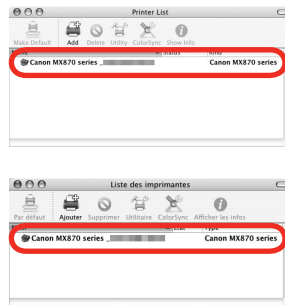 Printer List
Make Default Add Delete Utility ColorSync Show Info
Name Status Kind
Canon MX870 series _ Canon MX870 series
Liste des imprimantes
Par défaut Ajouter Supprimer Utilitaire ColorSync Afficher les infos
Nom État Type
Canon MX870 series _ Canon MX870 series